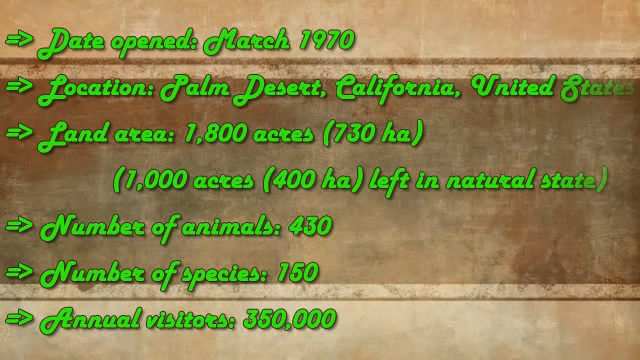 => Date opened: March 1970
=> Location: Palm Desert, California, United States
=> Land area: 1,800 acres (730 ha)
(1,000 acres (400 ha) left in natural state)
=> Number of animals: 430
=> Number of species: 150
=> Annual visitors: 350,000